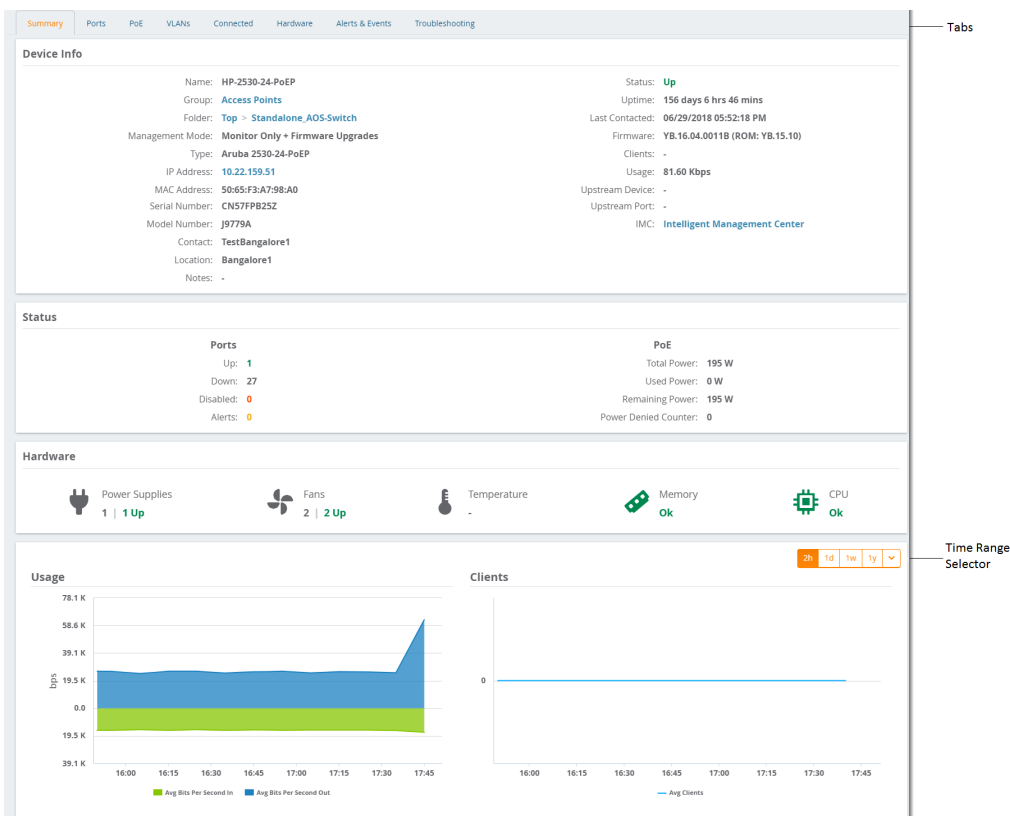 Summary Ports PoE VLANs Connected Hardware Alerts & Events Troubleshooting
Tabs
Device Info
Name: HP-2530-24-PoEP
Group: Access Points
Folder: Top > Standalone_AOS-Switch
Management Mode: Monitor Only + Firmware Upgrades
Type: Aruba 2530-24-PoEP
IP Address: 10.22.159.51
MAC Address: 50:65:F3:A7:98:A0
Serial Number: CN57FPB25Z
Model Number: J9779A
Contact: TestBangalore1
Location: Bangalore1
Notes: -
Status: Up
Uptime: 156 days 6 hrs 46 mins
Last Contacted: 06/29/2018 05:52:18 PM
Firmware: YB.16.04.0011B (ROM: YB.15.10)
Clients: -
Usage: 81.60 Kbps
Upstream Device: -
Upstream Port: -
IMC: Intelligent Management Center
Status
Ports
Up: 1
Down: 27
Disabled: 0
Alerts: 0
PoE
Total Power: 195 W
Used Power: 0 W
Remaining Power: 195 W
Power Denied Counter: 0
Hardware
Power Supplies
1 | 1 Up
Fans
2 | 2 Up
Temperature
-
Memory
Ok
CPU
Ok
2h 1d 1w 1y
Time Range
Selector
Usage
78.1 K
58.6 K
39.1 K
19.5 K
0.0
19.5 K
39.1 K
bps
16:00 16:15 16:30 16:45 17:00 17:15 17:30 17:45
Avg Bits Per Second In Avg Bits Per Second Out
Clients
0
16:00 16:15 16:30 16:45 17:00 17:15 17:30 17:45
Avg Clients